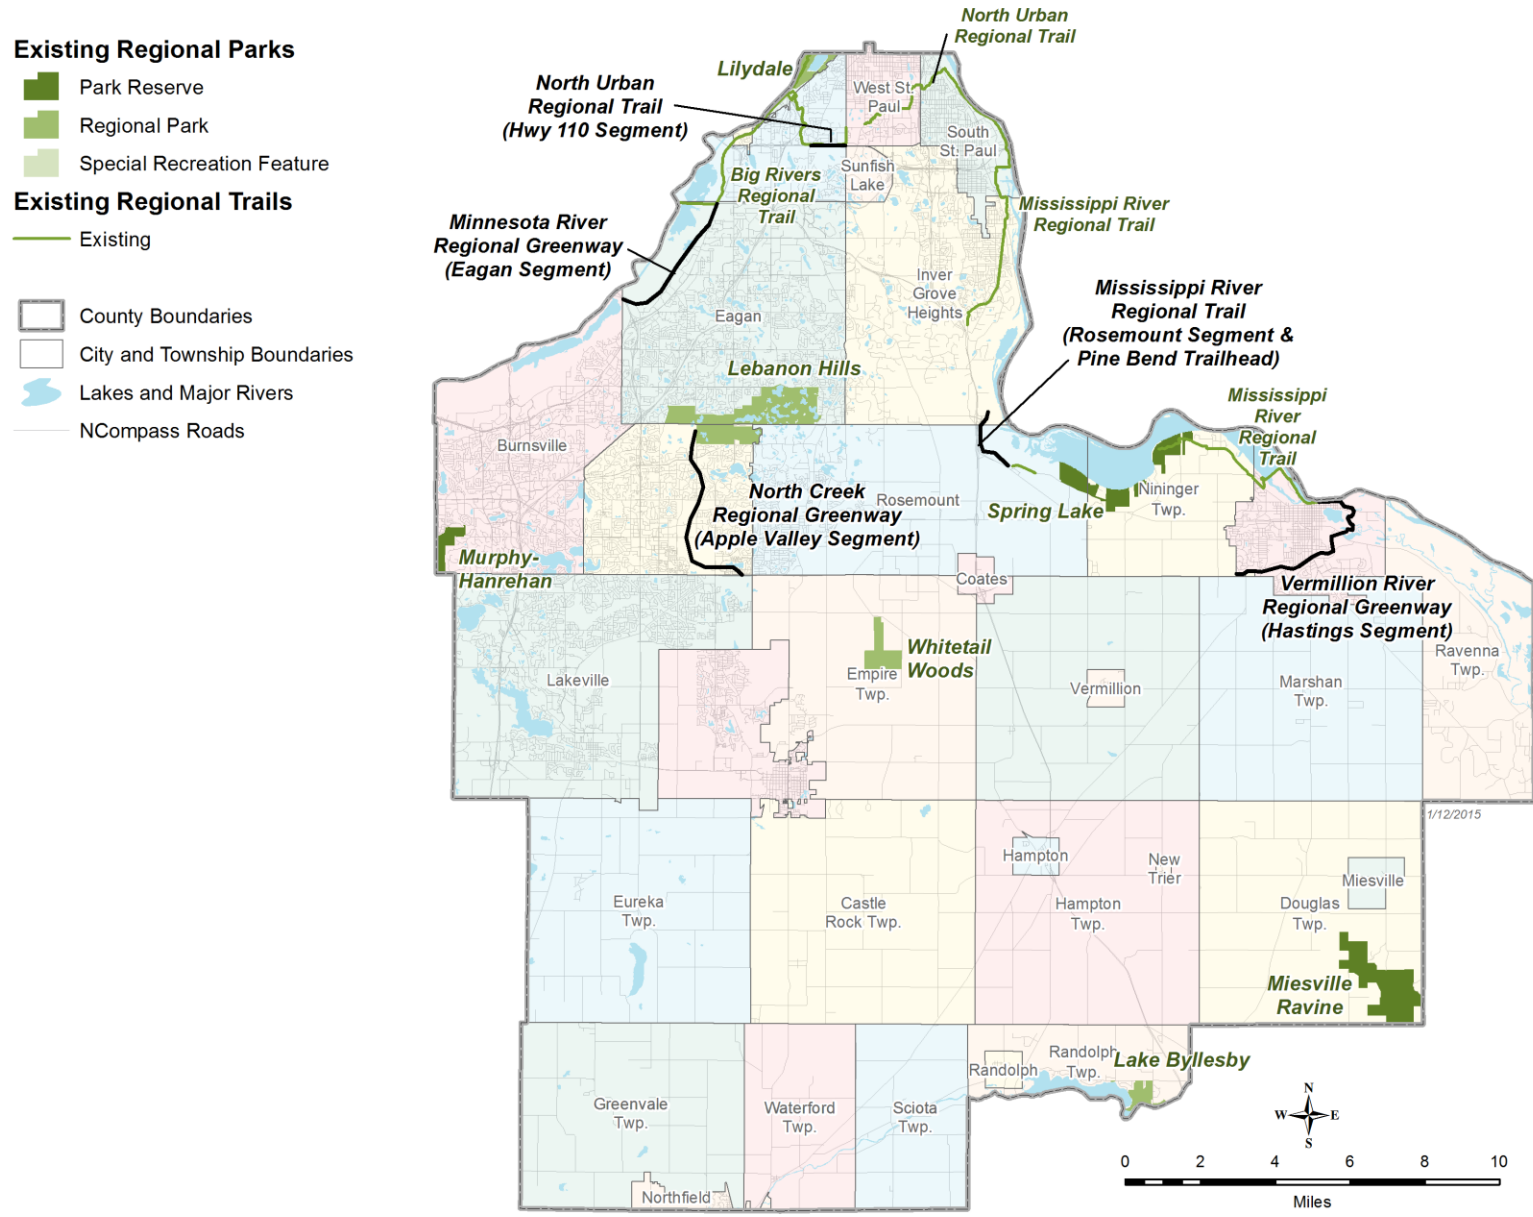 Existing Regional Parks
Park Reserve
Regional Park
Special Recreation Feature
Existing Regional Trails
Existing
County Boundaries
City and Township Boundaries
Lakes and Major Rivers
NCompass Roads
North Urban
Regional Trail
Lilydale
North Urban
Regional Trail
(Hwy 110 Segment)
West St.
Paul
South
St. Paul
Sunfish
Lake
Big Rivers
Regional
Trail
Mississippi River
Regional Trail
Minnesota River
Regional Greenway
(Eagan Segment)
Inver
Grove
Heights
Mississippi River
Regional Trail
(Rosemount Segment &
Pine Bend Trailhead)
Eagan
Lebanon Hills
Mississippi
River
Regional
Trail
Burnsville
North Creek
Regional Greenway
(Apple Valley Segment)
Rosemount
Spring Lake
Nininger
Twp.
Murphy-
Hanrehan
Coates
Vermillion River
Regional Greenway
(Hastings Segment)
Whitetail
Woods
Ravenna
Twp.
Lakeville
Empire
Twp.
Vermillion
Marshan
Twp.
1/12/2015
Hampton
New
Trier
Miesville
Eureka
Twp.
Castle
Rock Twp.
Hampton
Twp.
Douglas
Twp.
Miesville
Ravine
Randolph
Randolph
Twp.
Lake Byllesby
Greenvale
Twp.
Waterford
Twp.
Sciota
Twp.
Northfield
N
W E
S
0 2 4 6 8 10
Miles